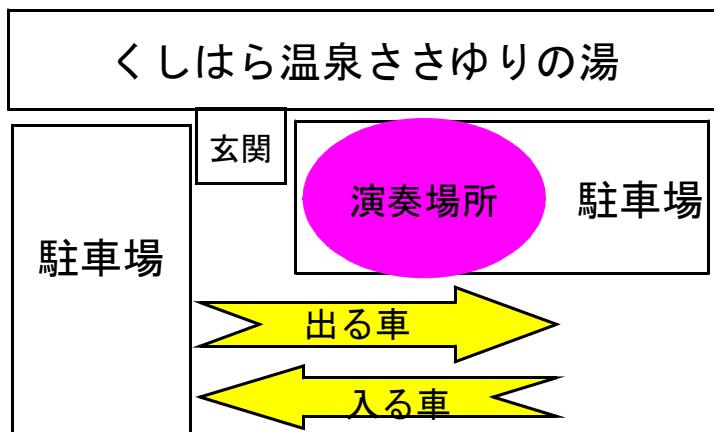 くしはら温泉ささゆりの湯
玄関
演奏場所
駐車場
駐車場
出る車
入る車